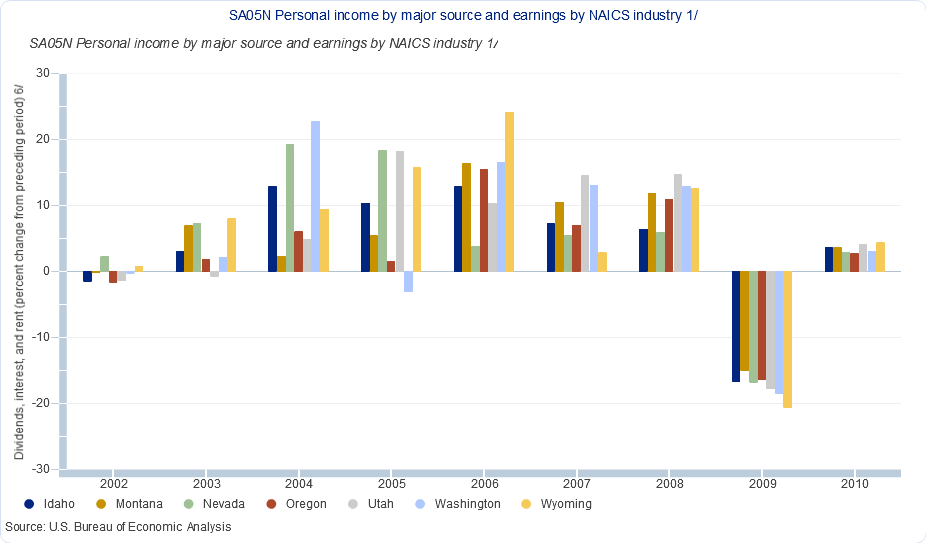 SA05N Personal income by major source and earnings by NAICS industry 1/
SA05N Personal income by major source and earnings by NAICS industry 1/
Dividends, interest, and rent (percent change from preceding period) 6/
30
20
10
0
-10
-20
-30
2002 2003 2004 2005 2006 2007 2008 2009 2010
Idaho Montana Nevada Oregon Utah Washington Wyoming
Source: U.S. Bureau of Economic Analysis